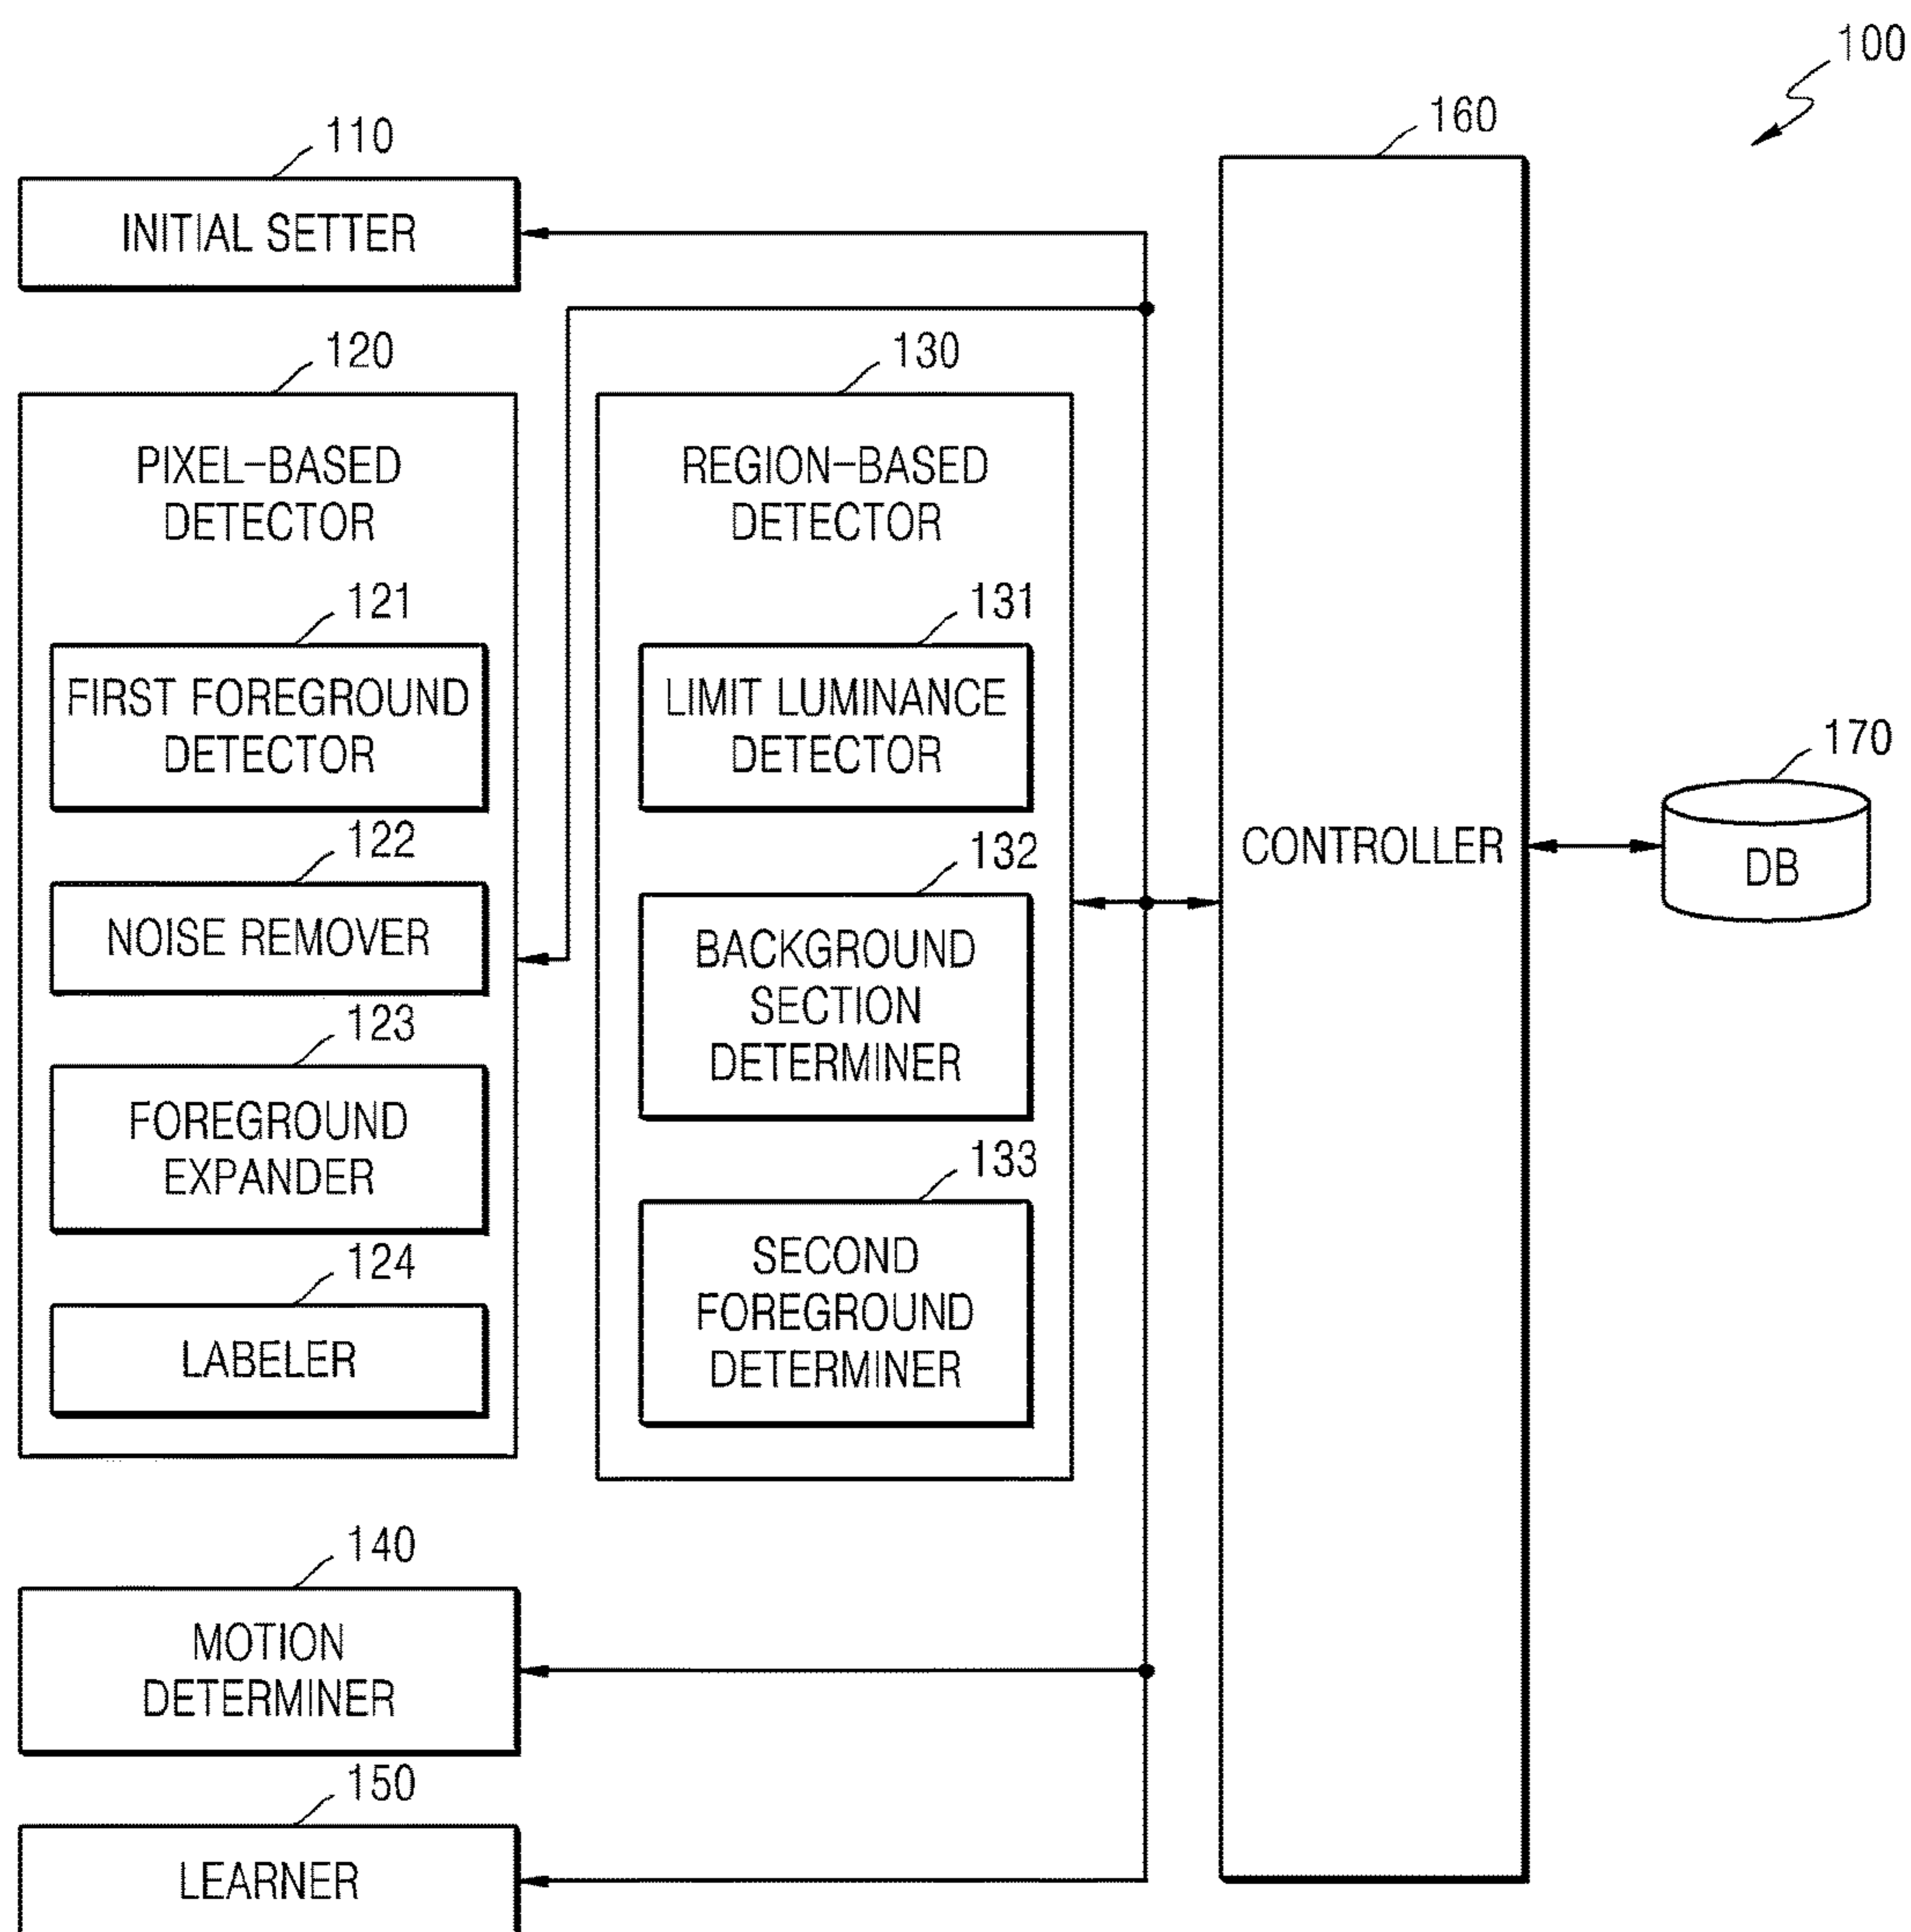 100
110
INITIAL SETTER
120
PIXEL-BASED
DETECTOR
121
FIRST FOREGROUND
DETECTOR
122
NOISE REMOVER
123
FOREGROUND
EXPANDER
124
LABELER
130
REGION-BASED
DETECTOR
131
LIMIT LUMINANCE
DETECTOR
132
BACKGROUND
SECTION
DETERMINER
133
SECOND
FOREGROUND
DETERMINER
140
MOTION
DETERMINER
150
LEARNER
160
CONTROLLER
170
DB